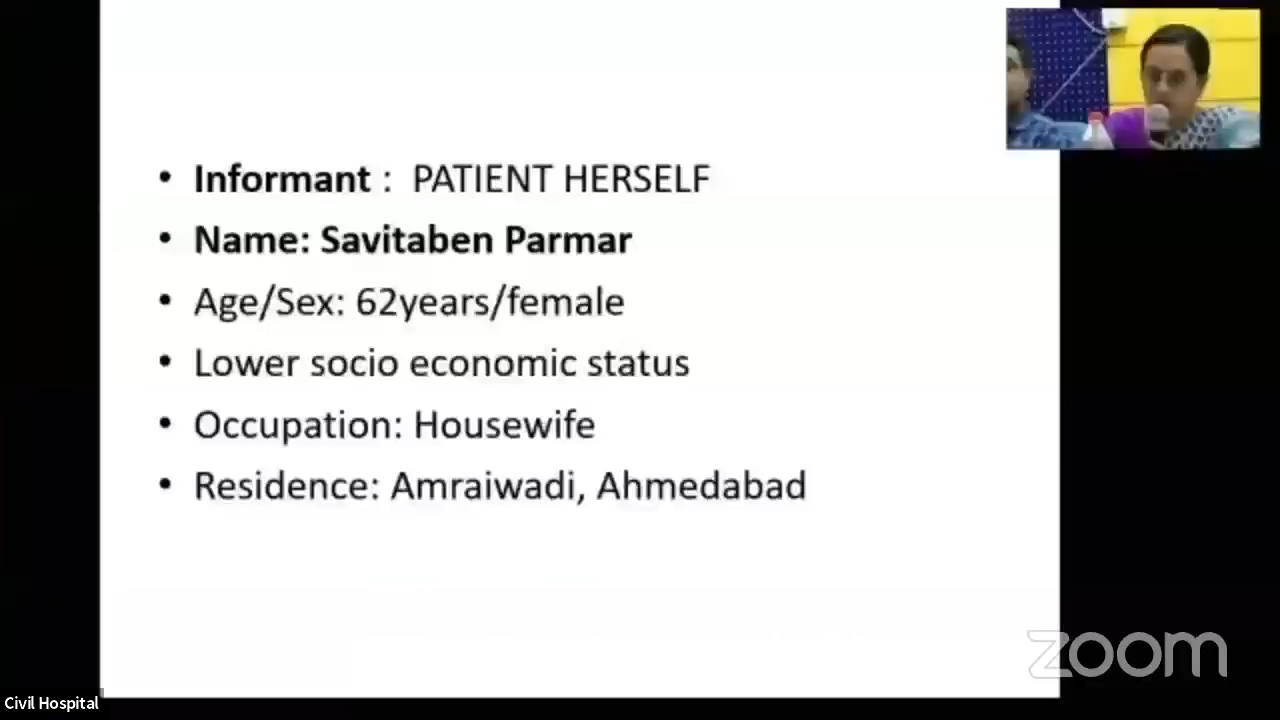 • Informant : PATIENT HERSELF
• Name: Savitaben Parmar
• Age/Sex: 62years/female
• Lower socio economic status
• Occupation: Housewife
• Residence: Amraiwadi, Ahmedabad
zoom
Civil Hospital